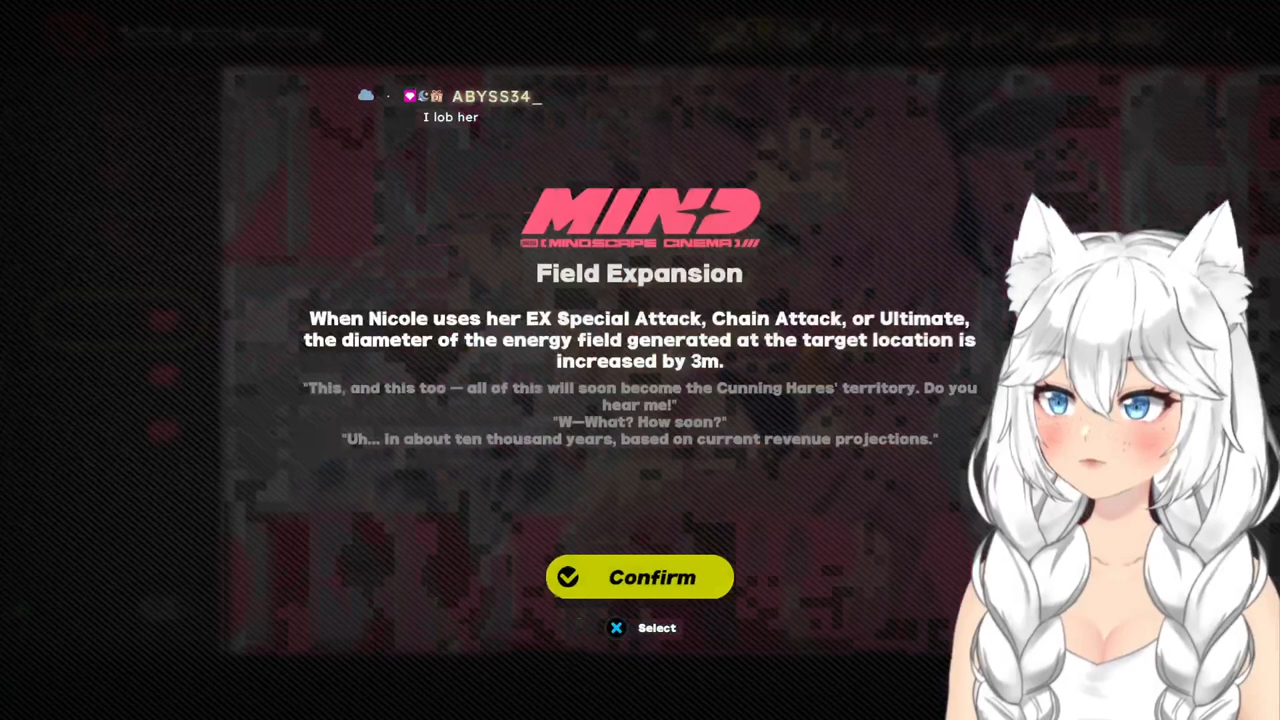 ABYSS34_
I lob her
MIND
[MINDSCAPE CINEMA]///
Field Expansion
When Nicole uses her EX Special Attack, Chain Attack, or Ultimate,
the diameter of the energy field generated at the target location is
increased by 3m.
"This, and this too — all of this will soon become the Cunning Hares' territory. Do you
hear me!"
"W—What? How soon?"
"Uh... in about ten thousand years, based on current revenue projections."
Confirm
Select